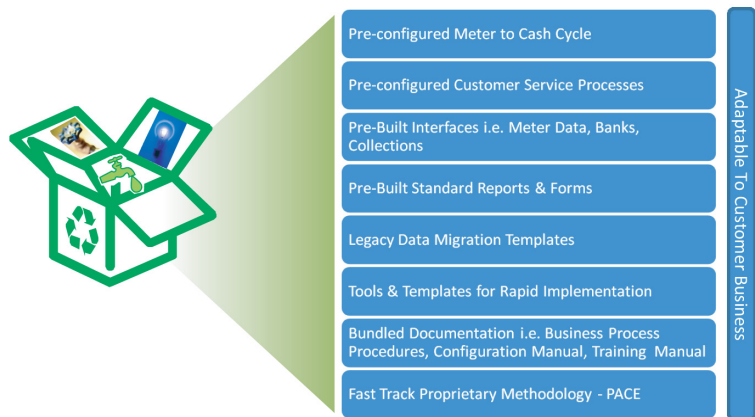 Pre-configured Meter to Cash Cycle
Pre-configured Customer Service Processes
Pre-Built Interfaces i.e. Meter Data, Banks,
Collections
Pre-Built Standard Reports & Forms
Legacy Data Migration Templates
Tools & Templates for Rapid Implementation
Bundled Documentation i.e. Business Process
Procedures, Configuration Manual, Training Manual
Fast Track Proprietary Methodology - PACE
Adaptable To Customer Business